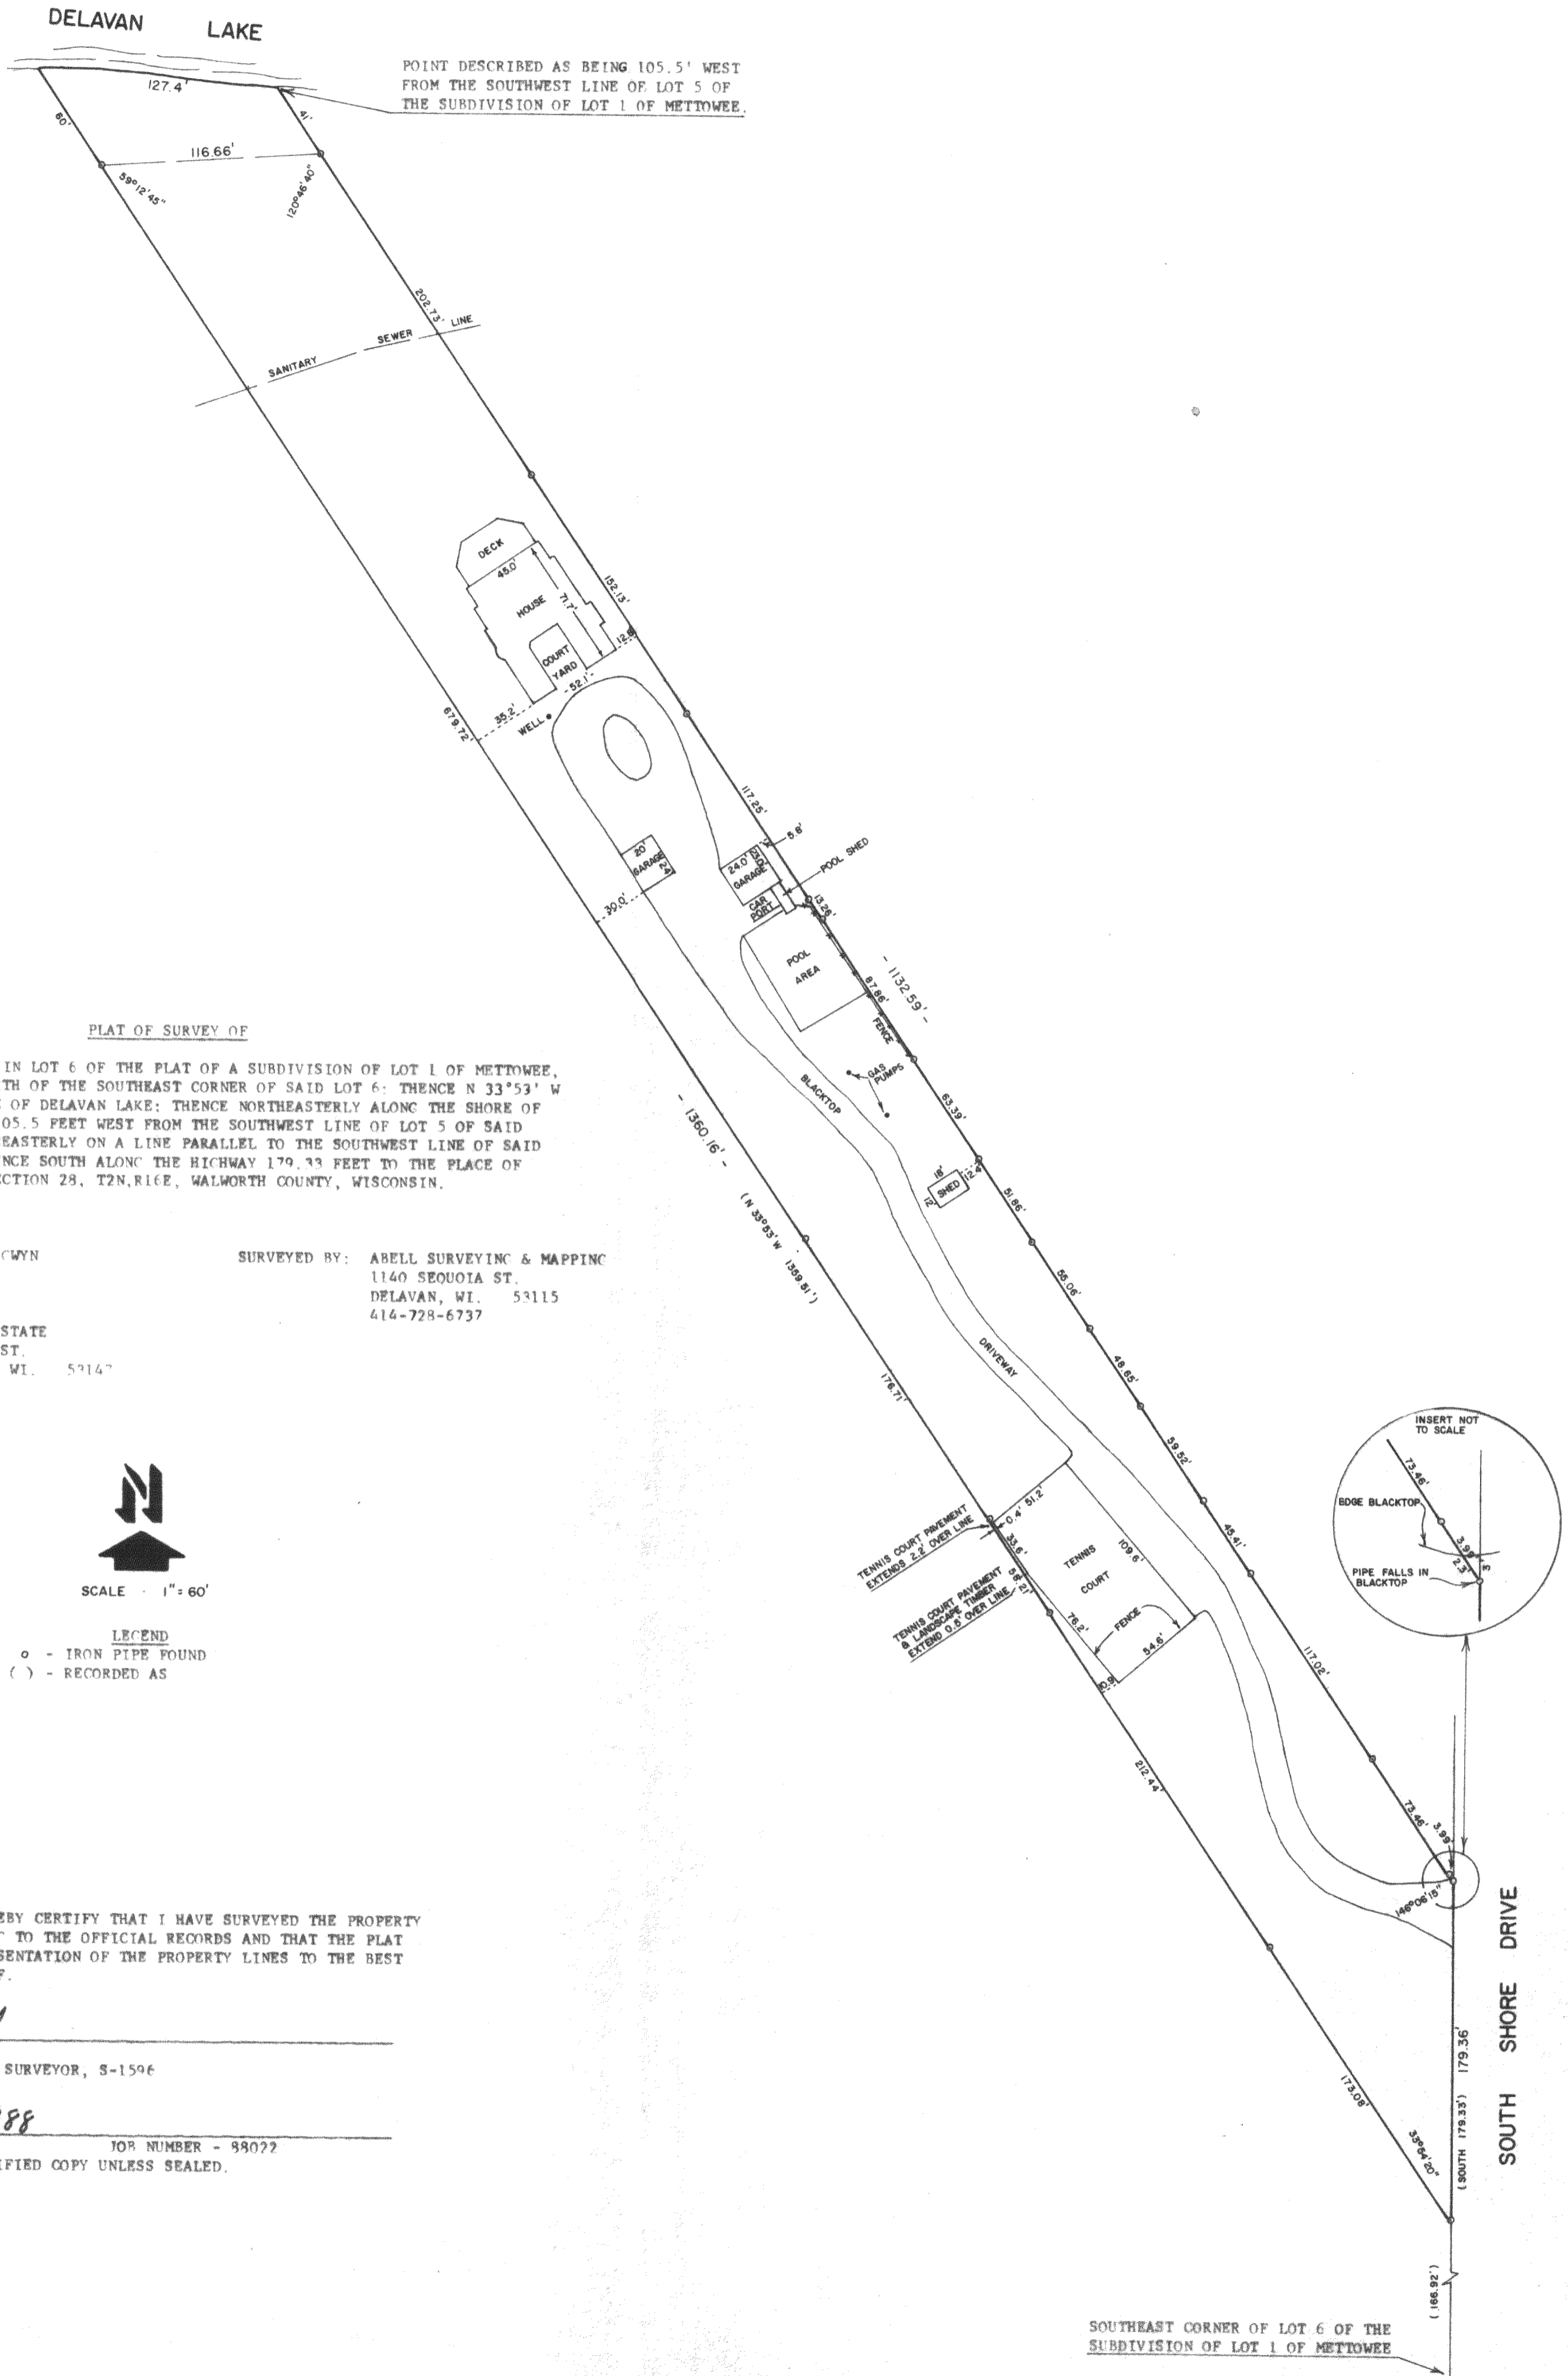 DELAVAN LAKE
POINT DESCRIBED AS BEING 105.5' WEST
FROM THE SOUTHWEST LINE OF LOT 5 OF
THE SUBDIVISION OF LOT 1 OF METTOWEE.
127.4'
60'
41'
116.66'
59°12'45"
120°46'40"
202.73'
SANITARY SEWER LINE
DECK
45.0'
HOUSE
71.7'
152.13'
12.8'
COURT
YARD
52.1'
35.2'
WELL
679.72'
117.25'
5.8'
POOL SHED
20'
GARAGE
24'
24.0'
GARAGE
CAR
PORT
13.26'
30.0'
POOL
AREA
87.86'
FENCE
- 1132.59' -
GAS
PUMPS
BLACKTOP
63.39'
- 1360.16' -
(N 33°53' W 1359.51')
18'
SHED
12'
12.4'
51.86'
55.06'
DRIVEWAY
48.65'
176.71'
59.52'
45.41'
PLAT OF SURVEY OF
IN LOT 6 OF THE PLAT OF A SUBDIVISION OF LOT 1 OF METTOWEE,
TH OF THE SOUTHEAST CORNER OF SAID LOT 6; THENCE N 33°53' W
OF DELAVAN LAKE; THENCE NORTHEASTERLY ALONG THE SHORE OF
05.5 FEET WEST FROM THE SOUTHWEST LINE OF LOT 5 OF SAID
EASTERLY ON A LINE PARALLEL TO THE SOUTHWEST LINE OF SAID
NCE SOUTH ALONG THE HIGHWAY 179.33 FEET TO THE PLACE OF
CTION 28, T2N,R16E, WALWORTH COUNTY, WISCONSIN.
GWYN
SURVEYED BY: ABELL SURVEYING & MAPPING
1140 SEQUOIA ST.
DELAVAN, WI. 53115
414-728-6737
STATE
ST.
WI. 53147
N
SCALE - 1"= 60'
LEGEND
o - IRON PIPE FOUND
( ) - RECORDED AS
INSERT NOT
TO SCALE
73.46'
EDGE BLACKTOP
3.99'
2.3'
3'
PIPE FALLS IN
BLACKTOP
TENNIS COURT PAVEMENT
EXTENDS 2.2' OVER LINE
0.4'
51.2'
33.6'
58.21'
TENNIS
COURT
109.6'
TENNIS COURT PAVEMENT
& LANDSCAPE TIMBER
EXTEND 0.6' OVER LINE
76.2'
FENCE
54.6'
10.9'
117.02'
212.44'
73.46'
3.99'
146°06'15"
173.08'
33°54'20"
(SOUTH 179.33') 179.36'
SOUTH SHORE DRIVE
(166.92')
EBY CERTIFY THAT I HAVE SURVEYED THE PROPERTY
TO THE OFFICIAL RECORDS AND THAT THE PLAT
SENTATION OF THE PROPERTY LINES TO THE BEST
F.
SURVEYOR, S-1596
88
JOB NUMBER - 88022
IFIED COPY UNLESS SEALED.
SOUTHEAST CORNER OF LOT 6 OF THE
SUBDIVISION OF LOT 1 OF METTOWEE